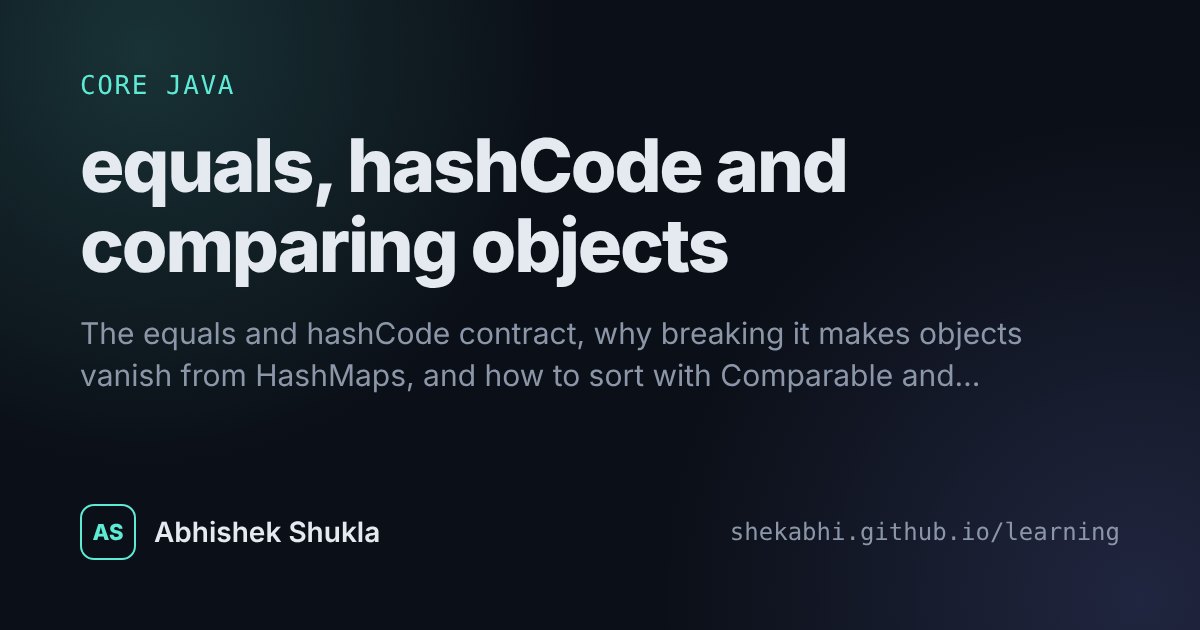 CORE JAVA
equals, hashCode and
comparing objects
The equals and hashCode contract, why breaking it makes objects
vanish from HashMaps, and how to sort with Comparable and...
AS
Abhishek Shukla
shekabhi.github.io/learning